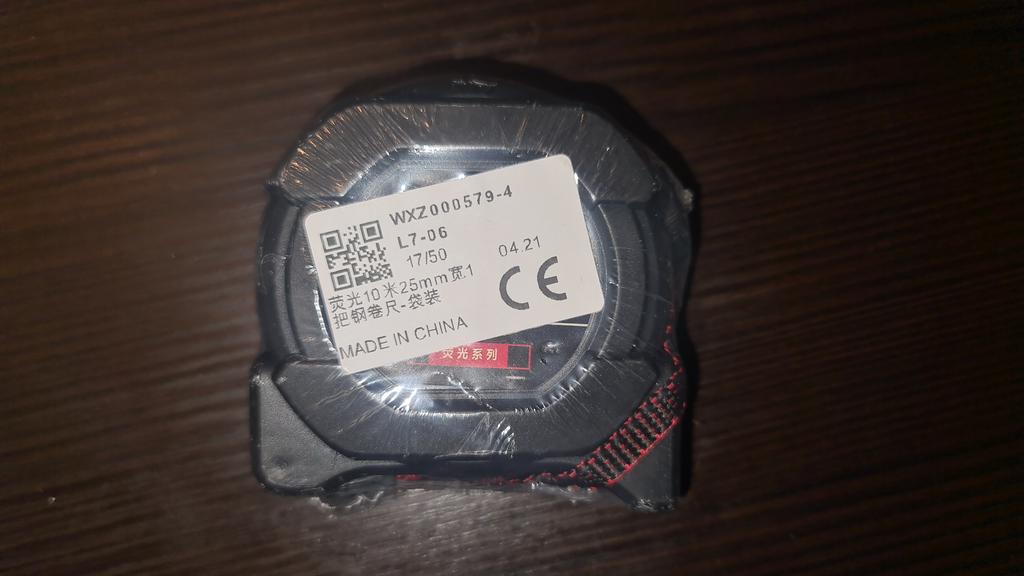 WXZ000579-4
L7-06
17/50
04.21
荧光10米25mm宽1
把钢卷尺-袋装
CE
MADE IN CHINA
荧光系列